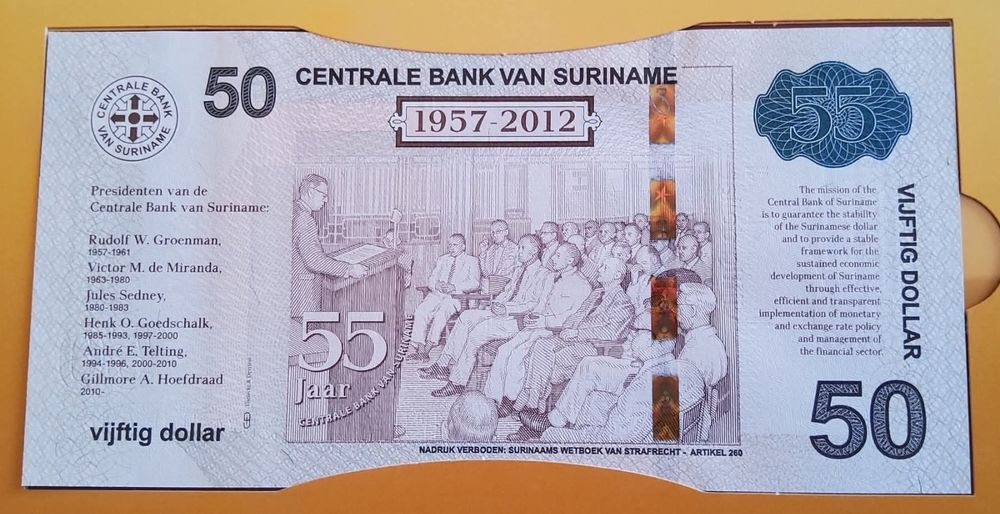 CENTRALE BANK
VAN SURINAME
50
CENTRALE BANK VAN SURINAME
1957-2012
55
Presidenten van de
Centrale Bank van Suriname:
Rudolf W. Groenman,
1957-1961
Victor M. de Miranda,
1963-1980
Jules Sedney,
1980-1983
Henk O. Goedschalk,
1985-1993, 1997-2000
André E. Telting,
1994-1996, 2000-2010
Gillmore A. Hoefdraad
2010-
vijftig dollar
55
Jaar
CENTRALE BANK VAN SURINAME
The mission of the
Central Bank of Suriname
is to guarantee the stability
of the Surinamese dollar
and to provide a stable
framework for the
sustained economic
development of Suriname
through effective,
efficient and transparent
implementation of monetary
and exchange rate policy
and management of
the financial sector.
VIJFTIG DOLLAR
50
NADRUK VERBODEN: SURINAAMS WETBOEK VAN STRAFRECHT - ARTIKEL 260